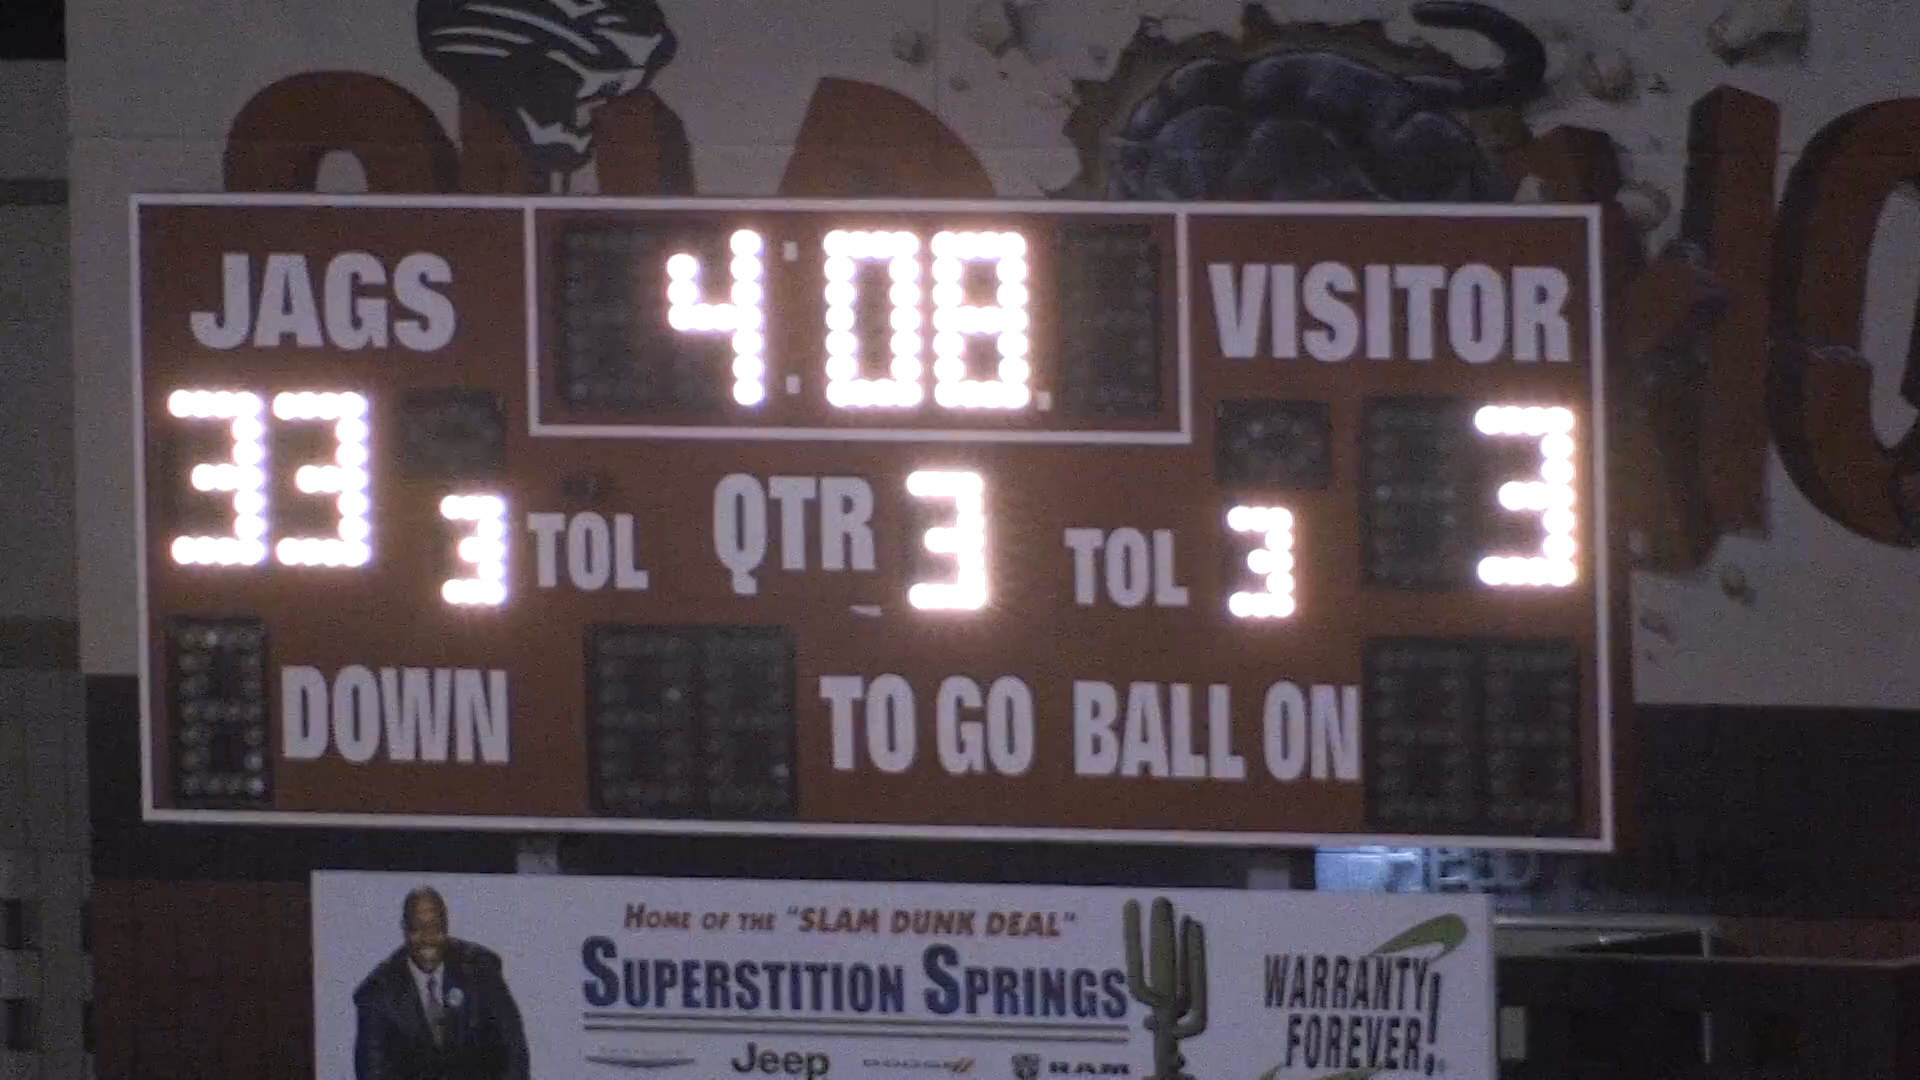 JAGS 4:08 VISITOR
33 3 TOL QTR 3 TOL 3 3
DOWN TO GO BALL ON
HOME OF THE "SLAM DUNK DEAL"
SUPERSTITION SPRINGS
Jeep DODGE RAM
WARRANTY
FOREVER!